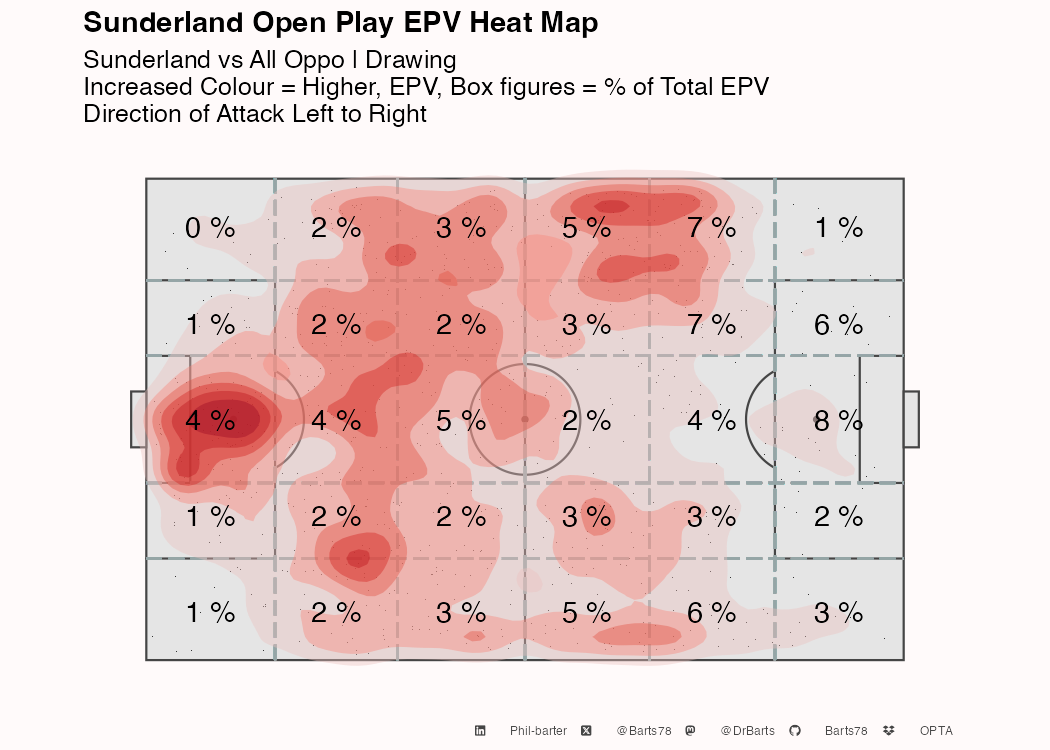 Sunderland Open Play EPV Heat Map
Sunderland vs All Oppo | Drawing
Increased Colour = Higher, EPV, Box figures = % of Total EPV
Direction of Attack Left to Right
0 % 2 % 3 % 5 % 7 % 1 %
1 % 2 % 2 % 3 % 7 % 6 %
4 % 4 % 5 % 2 % 4 % 8 %
1 % 2 % 2 % 3 % 3 % 2 %
1 % 2 % 3 % 5 % 6 % 3 %
Phil-barter @Barts78 @DrBarts Barts78 OPTA